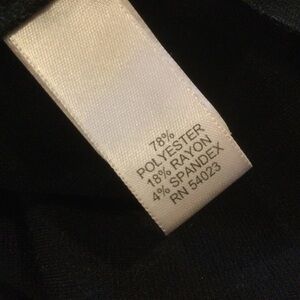 78%
POLYESTER
18% RAYON
4% SPANDEX
RN 54023